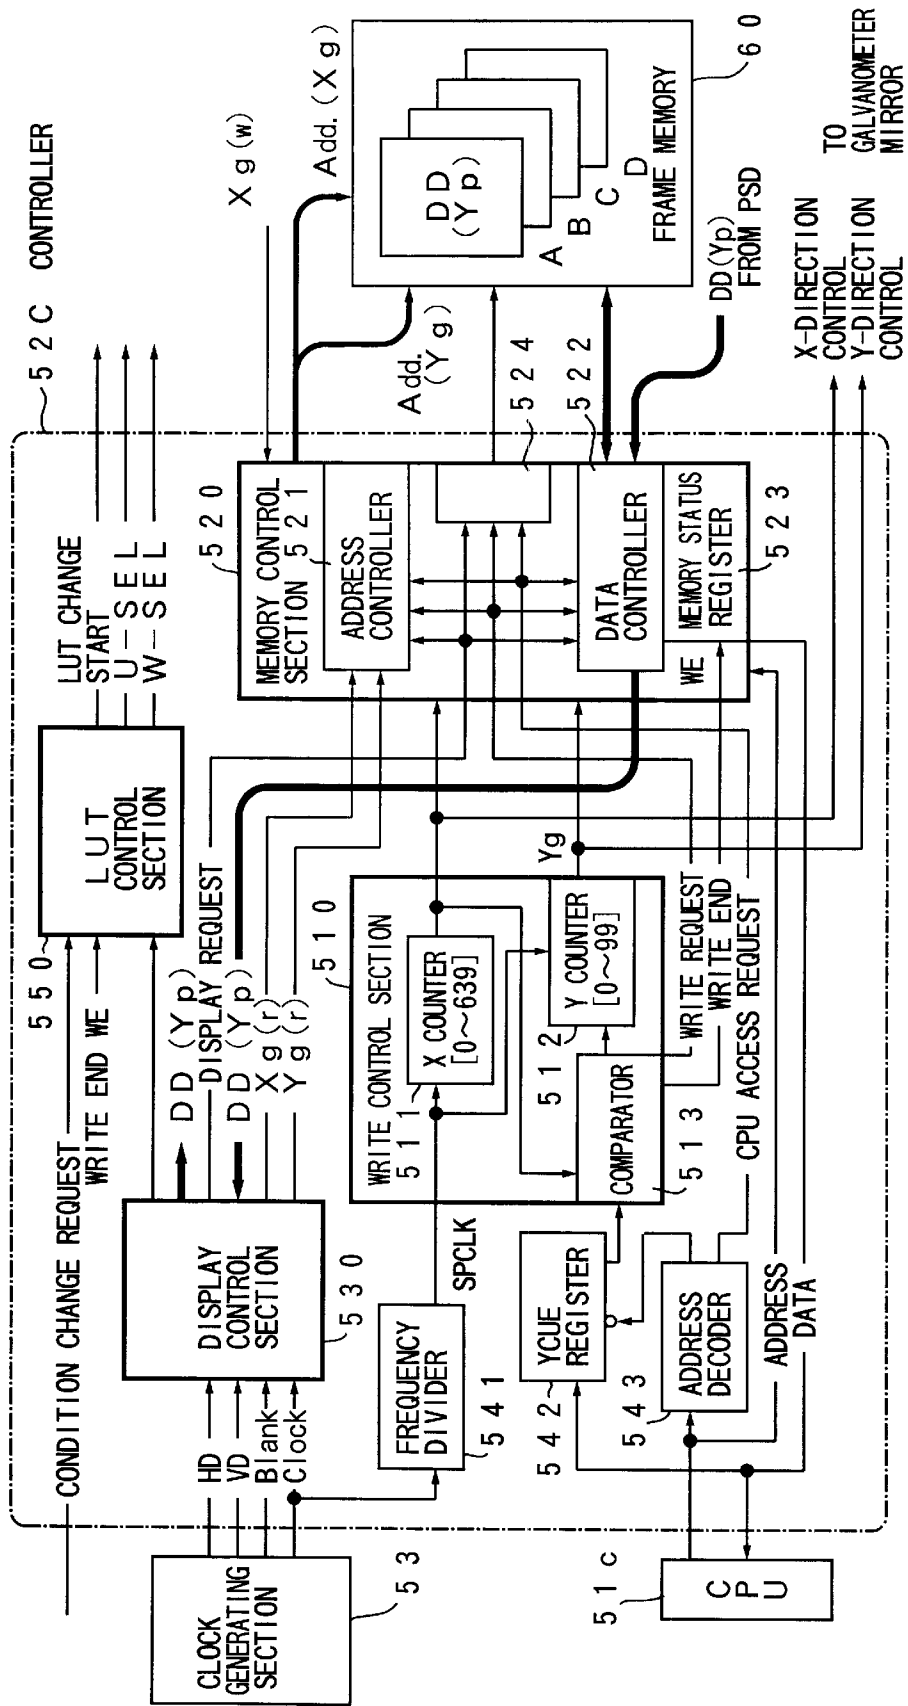 52C CONTROLLER
CONDITION CHANGE REQUEST
WRITE END WE
550
LUT
CONTROL
SECTION
LUT CHANGE
START
U-SEL
W-SEL
CLOCK
GENERATING
SECTION
53
HD
VD
Blank
Clock
DISPLAY
CONTROL
SECTION
530
DD(Yp)
DISPLAY REQUEST
DD(Yp)
Xg(r)
Yg(r)
520
MEMORY CONTROL
SECTION
521
ADDRESS
CONTROLLER
Xg(w)
Add.(Xg)
Add.
(Yg)
DD
(Yp)
A
B
C
D
FRAME MEMORY
60
FREQUENCY
DIVIDER
541
SPCLK
510
WRITE CONTROL SECTION
511
X COUNTER
[0~639]
512
Y COUNTER
[0~99]
COMPARATOR
513
Yg
524
522
DATA
CONTROLLER
WE
MEMORY STATUS
REGISTER
523
DD(Yp)
FROM PSD
YCUE
REGISTER
542
543
ADDRESS
DECODER
WRITE REQUEST
WRITE END
CPU ACCESS REQUEST
ADDRESS
DATA
51c
CPU
X-DIRECTION
CONTROL
Y-DIRECTION
CONTROL
TO
GALVANOMETER
MIRROR